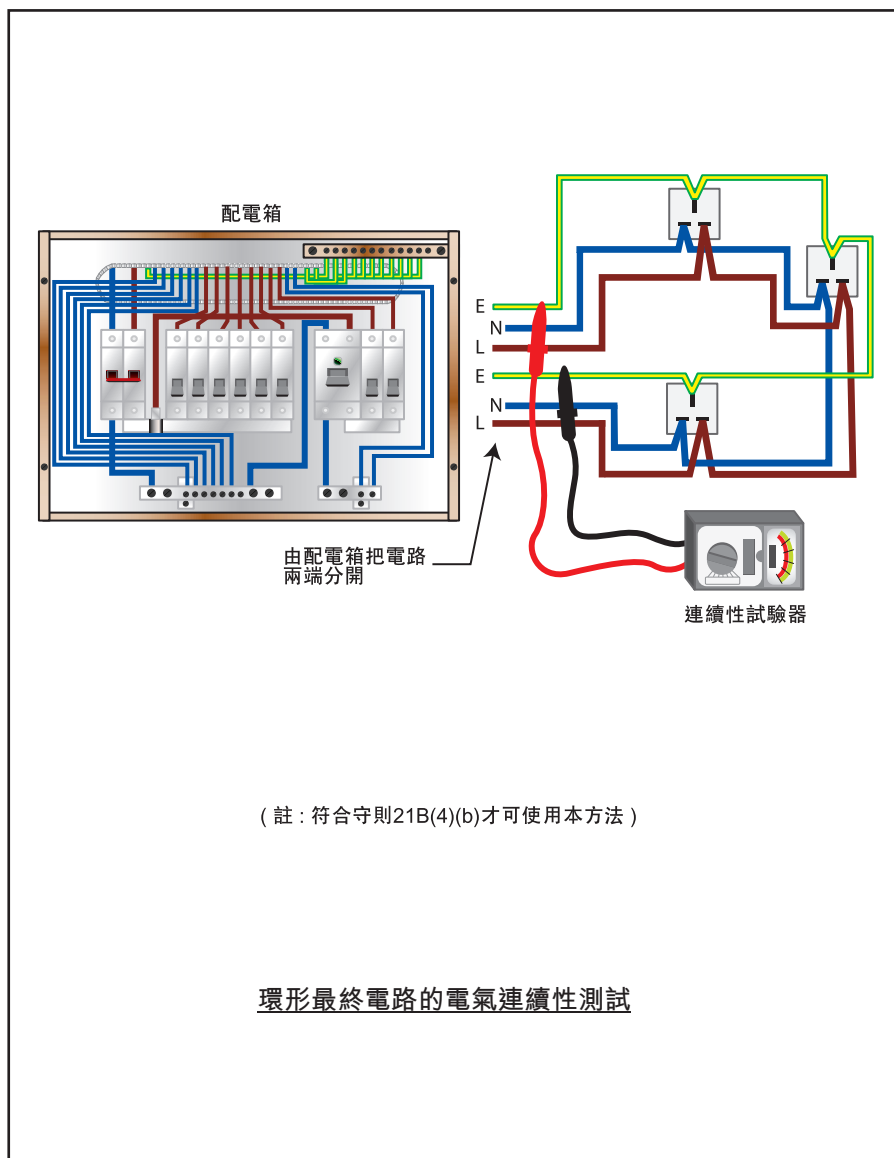 配電箱
E
N
L
E
N
L
由配電箱把電路
兩端分開
連續性試驗器
( 註 : 符合守則21B(4)(b)才可使用本方法 )
環形最終電路的電氣連續性測試